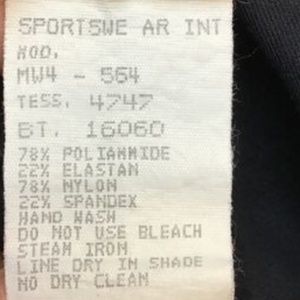 SPORTSWE AR INT
MOD.
MW4 - 564
TESS. 4747
BT. 16060
78% POLIAMMIDE
22% ELASTAN
78% NYLON
22% SPANDEX
HAND WASH
DO NOT USE BLEACH
STEAM IRON
LINE DRY IN SHADE
NO DRY CLEAN